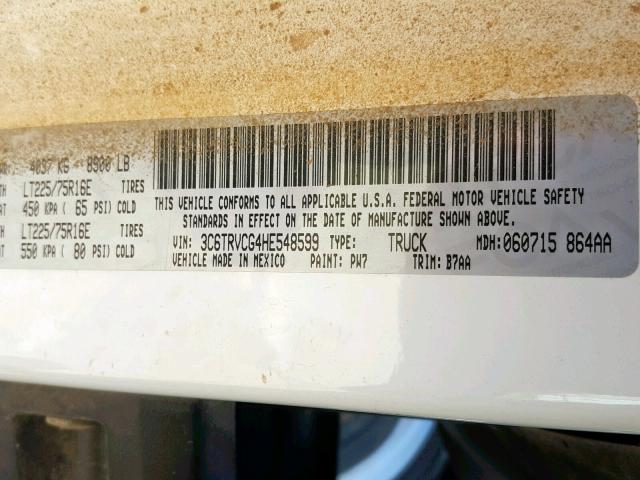 4037 KG 8900 LB
LT225/75R16E TIRES
450 KPA ( 65 PSI) COLD
LT225/75R16E TIRES
550 KPA ( 80 PSI) COLD
THIS VEHICLE CONFORMS TO ALL APPLICABLE U.S.A. FEDERAL MOTOR VEHICLE SAFETY
STANDARDS IN EFFECT ON THE DATE OF MANUFACTURE SHOWN ABOVE.
VIN: 3C6TRVCG4HE548599 TYPE: TRUCK MDH: 060715 864AA
VEHICLE MADE IN MEXICO PAINT: PW7 TRIM: B7AA